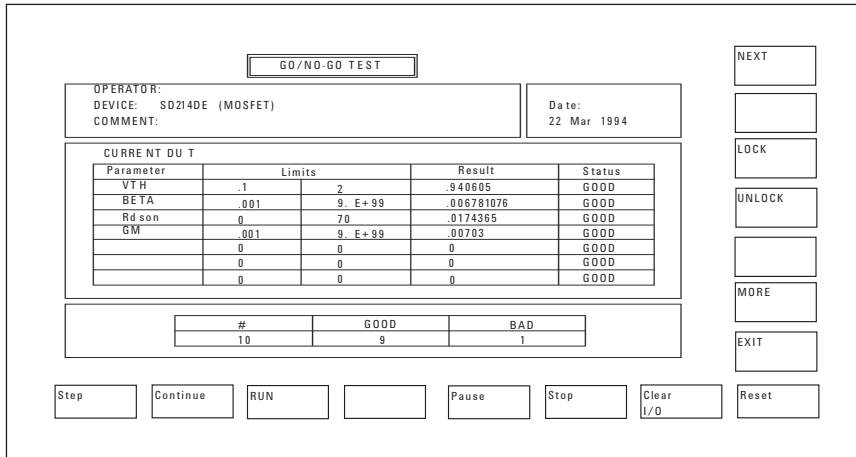 GO/NO-GO TEST
NEXT
OPERATOR:
DEVICE: SD214DE (MOSFET)
COMMENT:
Date:
22 Mar 1994
CURRENT DUT
LOCK
Parameter Limits Result Status
VTH .1 2 .940605 GOOD
BETA .001 9. E+99 .006781076 GOOD
UNLOCK
Rdson 0 70 .0174365 GOOD
GM .001 9. E+99 .00703 GOOD
0 0 0 GOOD
0 0 0 GOOD
0 0 0 GOOD
MORE
# GOOD BAD
10 9 1
EXIT
Step Continue RUN Pause Stop Clear I/O Reset